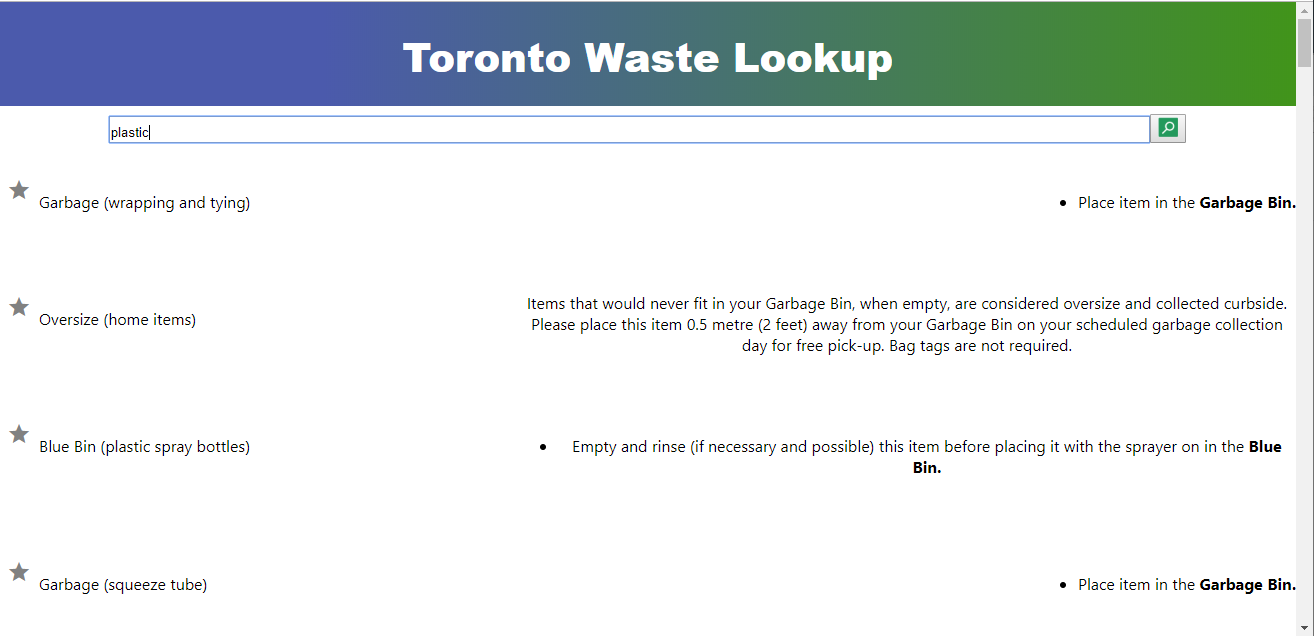 Toronto Waste Lookup
plastic
Garbage (wrapping and tying)
• Place item in the Garbage Bin.
Oversize (home items)
Items that would never fit in your Garbage Bin, when empty, are considered oversize and collected curbside.
Please place this item 0.5 metre (2 feet) away from your Garbage Bin on your scheduled garbage collection
day for free pick-up. Bag tags are not required.
Blue Bin (plastic spray bottles)
• Empty and rinse (if necessary and possible) this item before placing it with the sprayer on in the Blue
Bin.
Garbage (squeeze tube)
• Place item in the Garbage Bin.